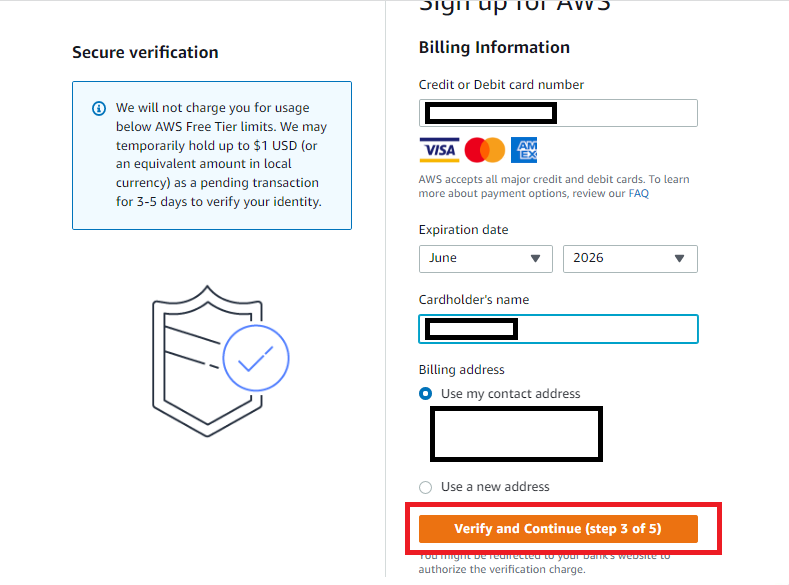 Sign up for AWS
Secure verification
We will not charge you for usage
below AWS Free Tier limits. We may
temporarily hold up to $1 USD (or
an equivalent amount in local
currency) as a pending transaction
for 3-5 days to verify your identity.
Billing Information
Credit or Debit card number
VISA
AM
EX
AWS accepts all major credit and debit cards. To learn
more about payment options, review our FAQ
Expiration date
June
2026
Cardholder's name
Billing address
Use my contact address
Use a new address
Verify and Continue (step 3 of 5)
You might be redirected to your bank's website to
authorize the verification charge.